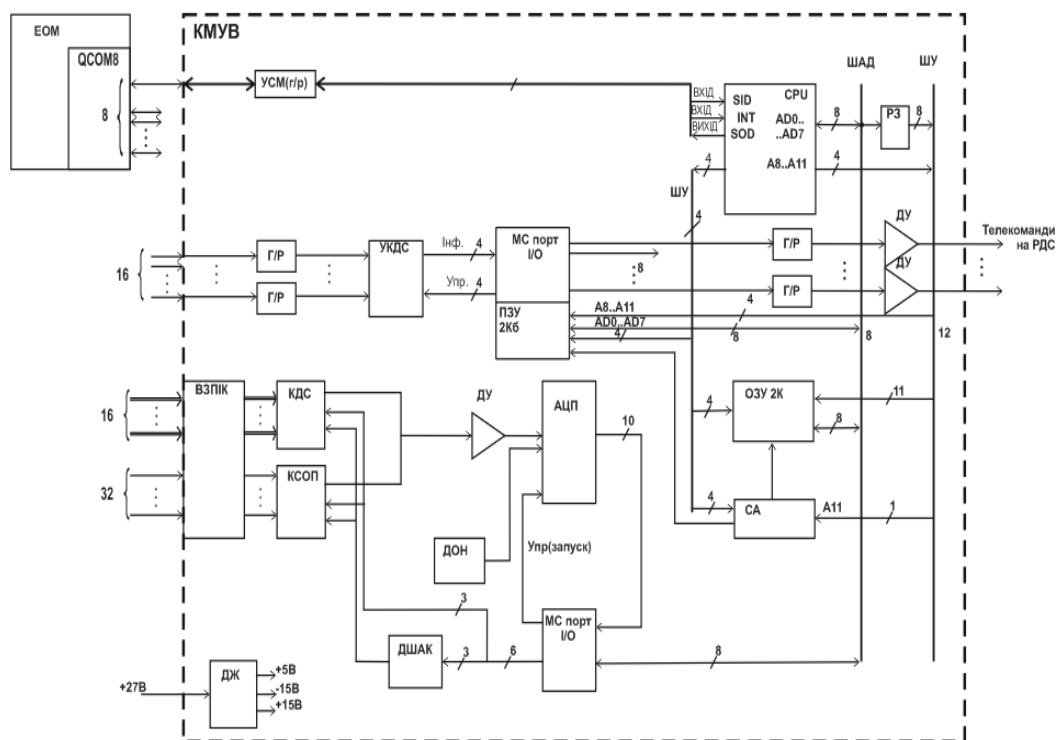 ЕОМ
QCOM8
8
КМУВ
УСМ(г/р)
ШАД
ШУ
ВХІД
ВХІД
ВИХІД
SID
INT
SOD
CPU
AD0..
..AD7
A8..A11
8
РЗ
8
4
4
ШУ
4
16
Г/Р
Г/Р
УКДС
Інф.
4
Упр.
4
МС порт
I/O
ПЗУ
2Кб
8
Г/Р
Г/Р
ДУ
ДУ
Телекоманди
на РДС
A8..A11
4
AD0..AD7
4
8
8
12
16
32
ВЗПІК
КДС
КСОП
ДУ
АЦП
10
ДОН
Упр(запуск)
4
ОЗУ 2К
11
8
4
СА
A11
1
3
ДШАК
3
6
МС порт
I/O
8
+27В
ДЖ
+5В
-15В
+15В